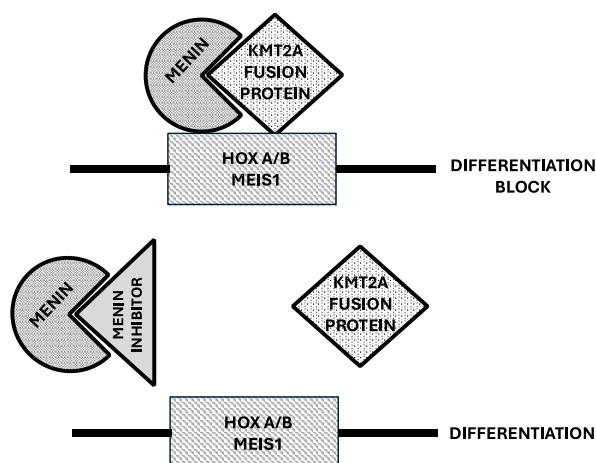 MENIN
KMT2A
FUSION
PROTEIN
HOX A/B
MEIS1
DIFFERENTIATION
BLOCK
MENIN
MENIN
INHIBITOR
KMT2A
FUSION
PROTEIN
HOX A/B
MEIS1
DIFFERENTIATION